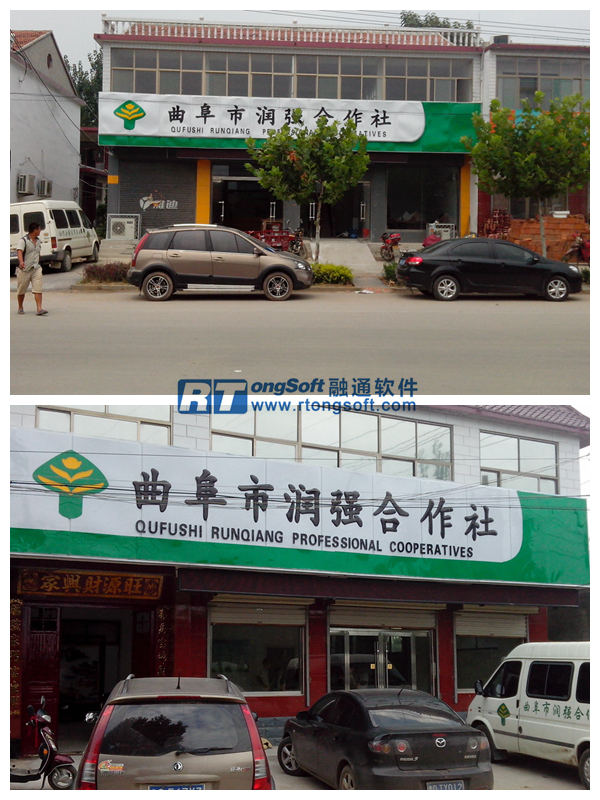 曲阜市润强合作社
QUFUSHI RUNQIANG PROFESSIONAL COOPERATIVES
RT ongSoft 融通软件
www.rtongsoft.com
曲阜市润强合作社
QUFUSHI RUNQIANG PROFESSIONAL COOPERATIVES
家興財源旺
曲阜市润强合